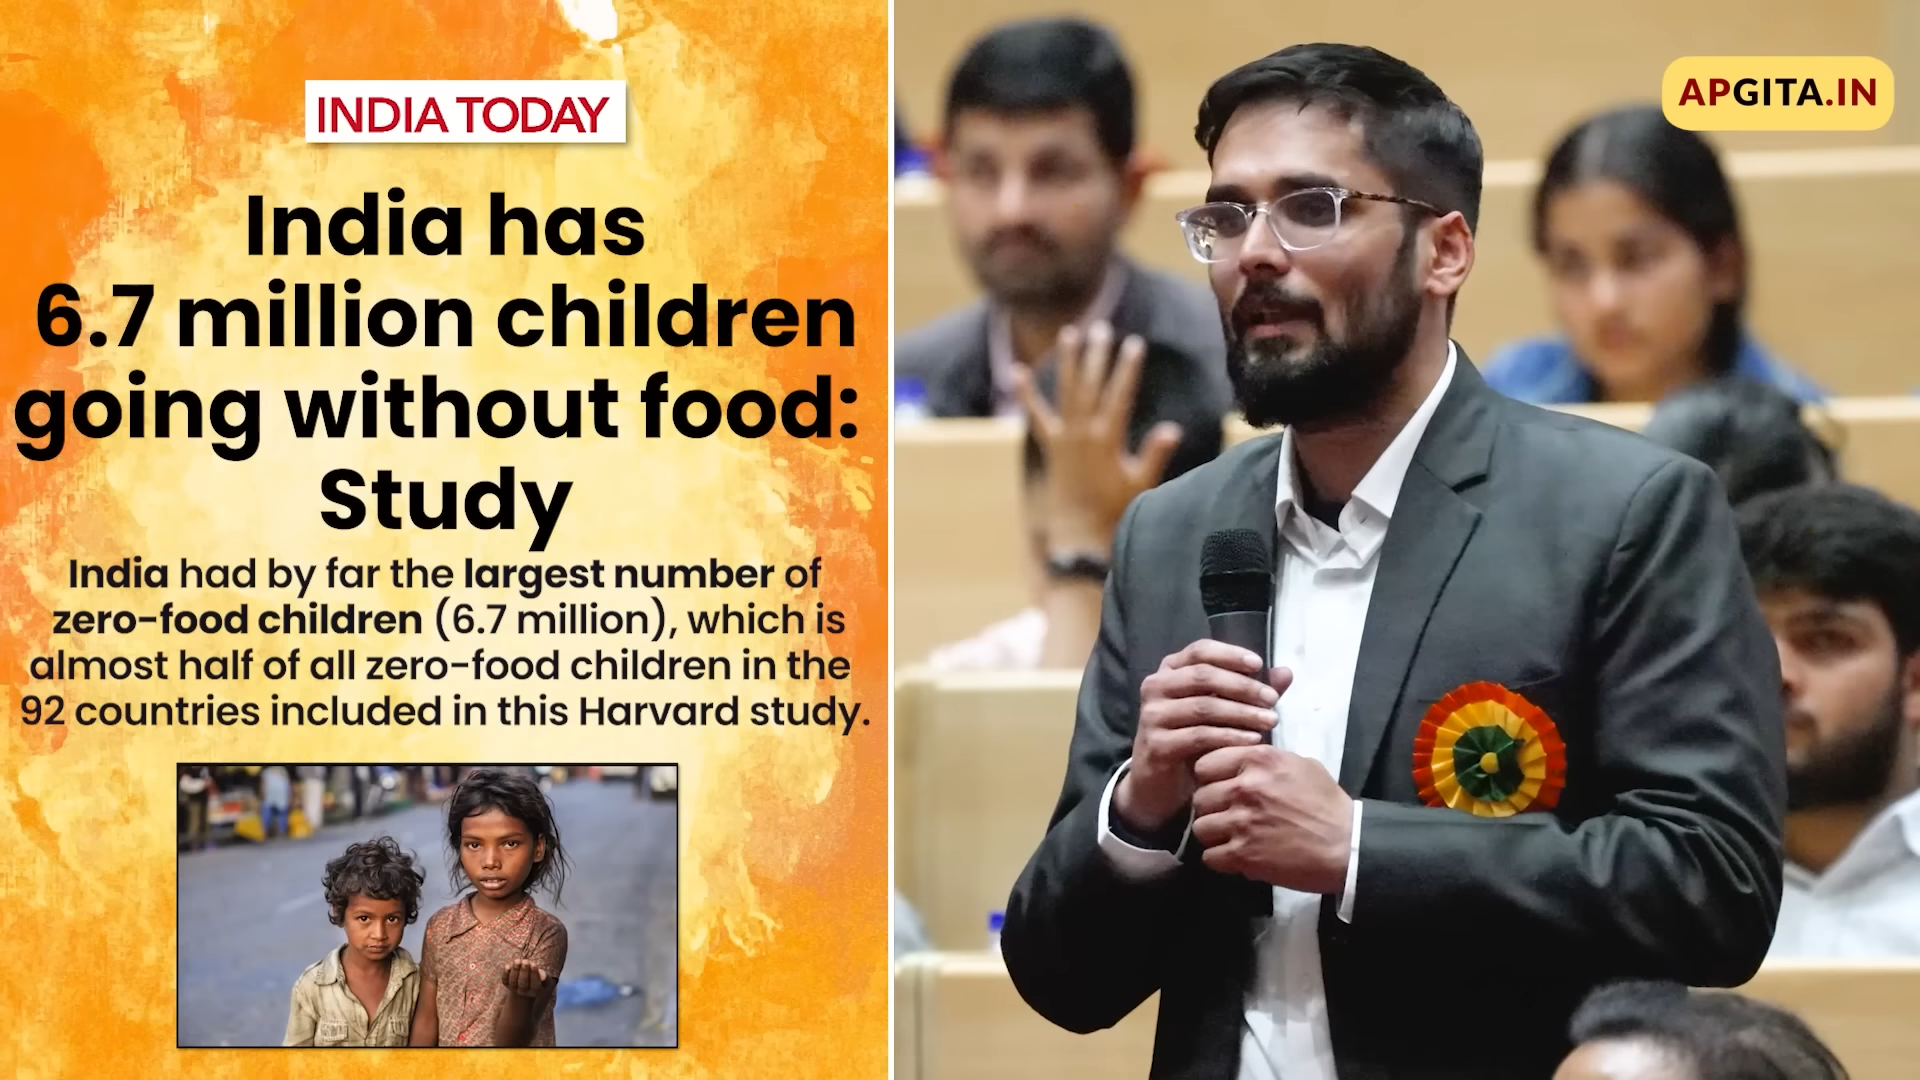 INDIA TODAY
India has
6.7 million children
going without food:
Study
India had by far the largest number of
zero-food children (6.7 million), which is
almost half of all zero-food children in the
92 countries included in this Harvard study.
APGITA.IN